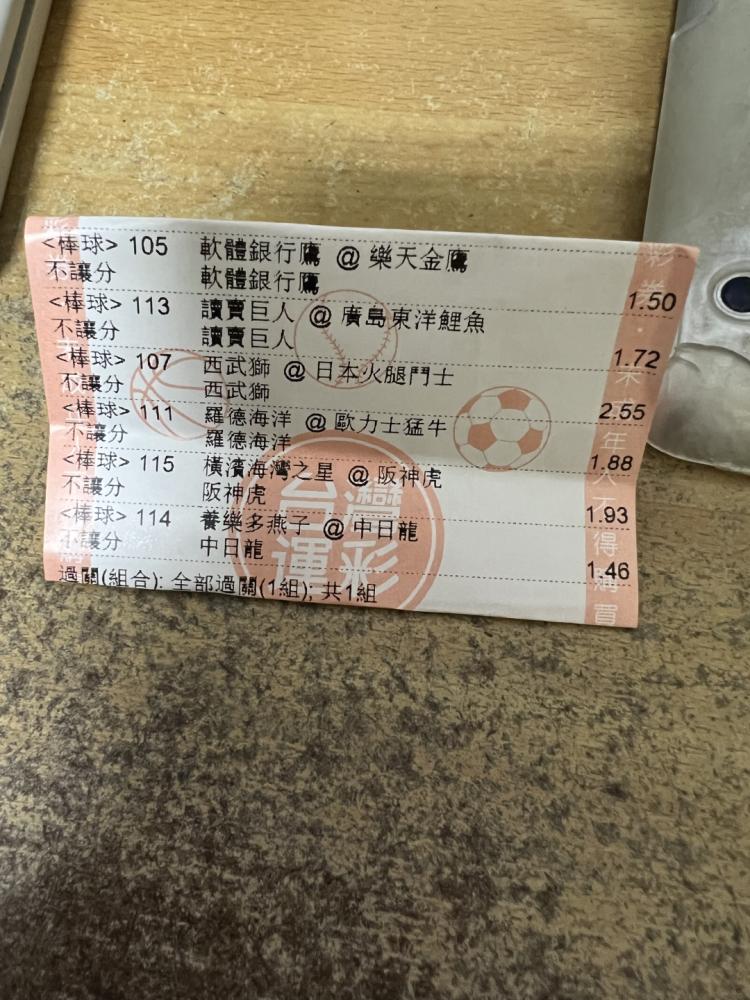 <棒球> 105 軟體銀行鷹 @ 樂天金鷹
不讓分 軟體銀行鷹 1.50
<棒球> 113 讀賣巨人 @ 廣島東洋鯉魚
不讓分 讀賣巨人 1.72
<棒球> 107 西武獅 @ 日本火腿鬥士
不讓分 西武獅 2.55
<棒球> 111 羅德海洋 @ 歐力士猛牛
不讓分 羅德海洋 1.88
<棒球> 115 橫濱海灣之星 @ 阪神虎
不讓分 阪神虎 1.93
<棒球> 114 養樂多燕子 @ 中日龍
不讓分 中日龍 1.46
過關(組合): 全部過關(1組); 共1組
台灣
運彩
年
人
不
得
購
買